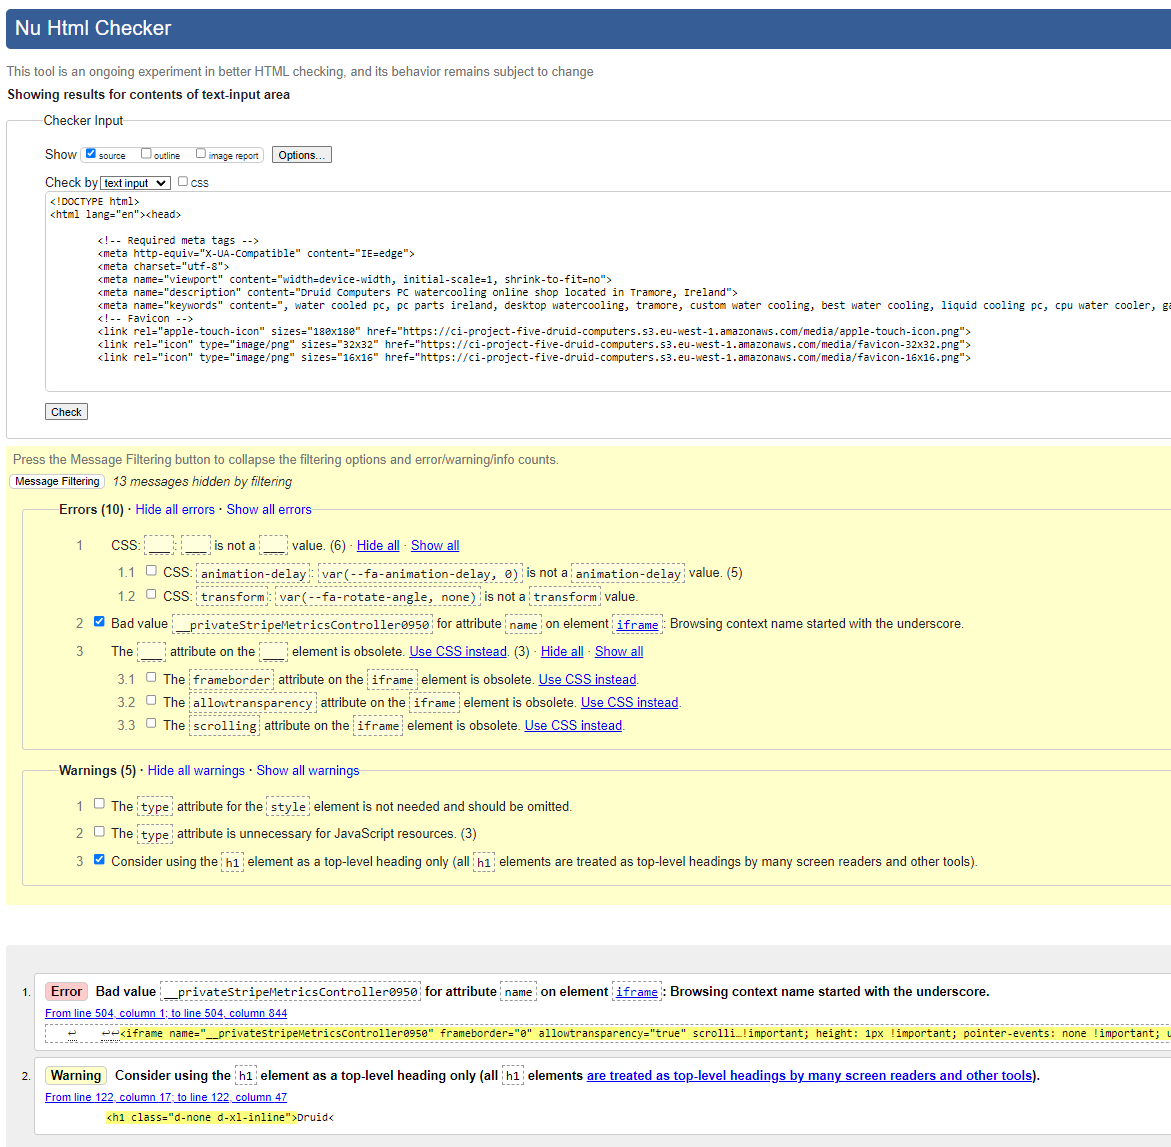 Nu Html Checker
This tool is an ongoing experiment in better HTML checking, and its behavior remains subject to change
Showing results for contents of text-input area
Checker Input
Show source outline image report Options...
Check by text input CSS
<!DOCTYPE html>
<html lang="en"><head>
<!-- Required meta tags -->
<meta http-equiv="X-UA-Compatible" content="IE=edge">
<meta charset="utf-8">
<meta name="viewport" content="width=device-width, initial-scale=1, shrink-to-fit=no">
<meta name="description" content="Druid Computers PC watercooling online shop located in Tramore, Ireland">
<meta name="keywords" content=", water cooled pc, pc parts ireland, desktop watercooling, tramore, custom water cooling, best water cooling, liquid cooling pc, cpu water cooler, ga
<!-- Favicon -->
<link rel="apple-touch-icon" sizes="180x180" href="https://ci-project-five-druid-computers.s3.eu-west-1.amazonaws.com/media/apple-touch-icon.png">
<link rel="icon" type="image/png" sizes="32x32" href="https://ci-project-five-druid-computers.s3.eu-west-1.amazonaws.com/media/favicon-32x32.png">
<link rel="icon" type="image/png" sizes="16x16" href="https://ci-project-five-druid-computers.s3.eu-west-1.amazonaws.com/media/favicon-16x16.png">
Check
Press the Message Filtering button to collapse the filtering options and error/warning/info counts.
Message Filtering 13 messages hidden by filtering
Errors (10) · Hide all errors · Show all errors
1 CSS: ___: ___ is not a ___ value. (6) · Hide all · Show all
1.1 CSS: animation-delay: var(--fa-animation-delay, 0) is not a animation-delay value. (5)
1.2 CSS: transform: var(--fa-rotate-angle, none) is not a transform value.
2 Bad value __privateStripeMetricsController0950 for attribute name on element iframe: Browsing context name started with the underscore.
3 The ___ attribute on the ___ element is obsolete. Use CSS instead. (3) · Hide all · Show all
3.1 The frameborder attribute on the iframe element is obsolete. Use CSS instead.
3.2 The allowtransparency attribute on the iframe element is obsolete. Use CSS instead.
3.3 The scrolling attribute on the iframe element is obsolete. Use CSS instead.
Warnings (5) · Hide all warnings · Show all warnings
1 The type attribute for the style element is not needed and should be omitted.
2 The type attribute is unnecessary for JavaScript resources. (3)
3 Consider using the h1 element as a top-level heading only (all h1 elements are treated as top-level headings by many screen readers and other tools).
1. Error Bad value __privateStripeMetricsController0950 for attribute name on element iframe: Browsing context name started with the underscore.
From line 504, column 1; to line 504, column 844
↩ ↩↩<iframe name="__privateStripeMetricsController0950" frameborder="0" allowtransparency="true" scrolli…!important; height: 1px !important; pointer-events: none !important; u
2. Warning Consider using the h1 element as a top-level heading only (all h1 elements are treated as top-level headings by many screen readers and other tools).
From line 122, column 17; to line 122, column 47
<h1 class="d-none d-xl-inline">Druid<